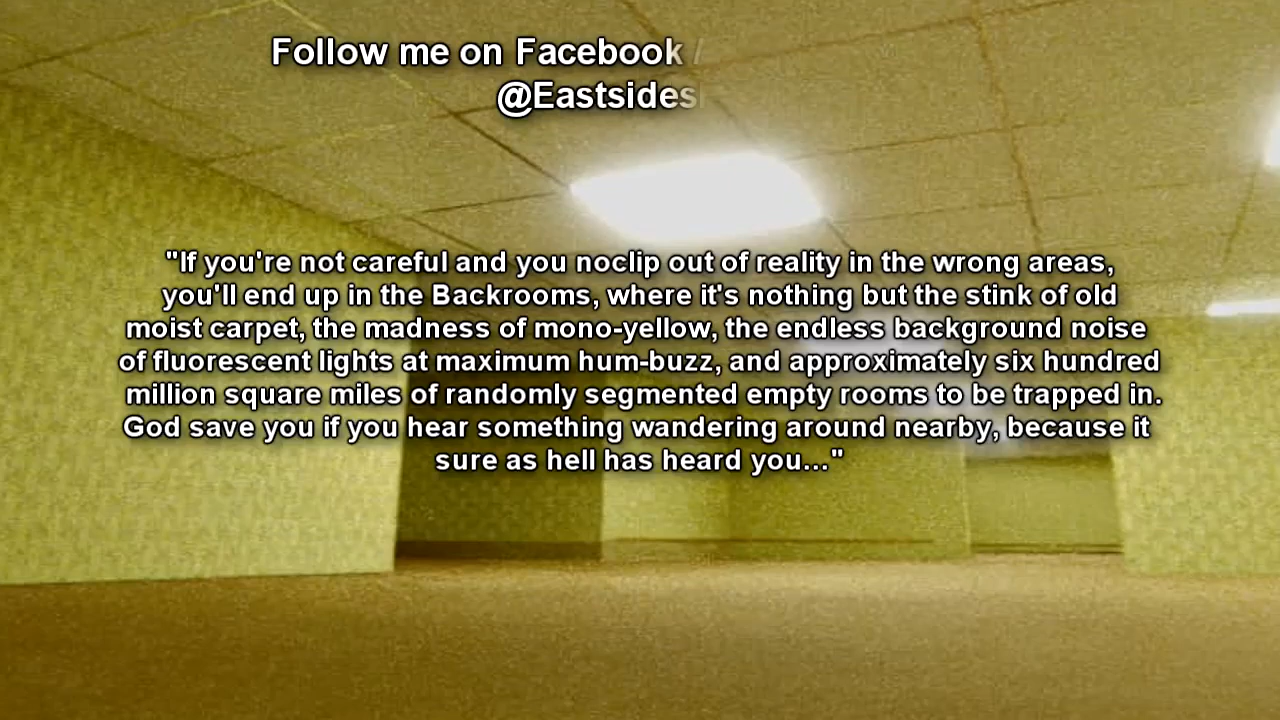 Follow me on Facebook /
"If you're not careful and you noclip out of reality in the wrong areas,
you'll end up in the Backrooms, where it's nothing but the stink of old
moist carpet, the madness of mono-yellow, the endless background noise
of fluorescent lights at maximum hum-buzz, and approximately six hundred
million square miles of randomly segmented empty rooms to be trapped in.
God save you if you hear something wandering around nearby, because it
sure as hell has heard you..."